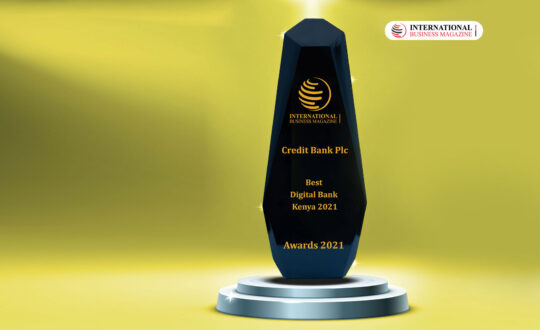 INTERNATIONAL
BUSINESS MAGAZINE
INTERNATIONAL
BUSINESS MAGAZINE
Credit Bank Plc
Best
Digital Bank
Kenya 2021
Awards 2021